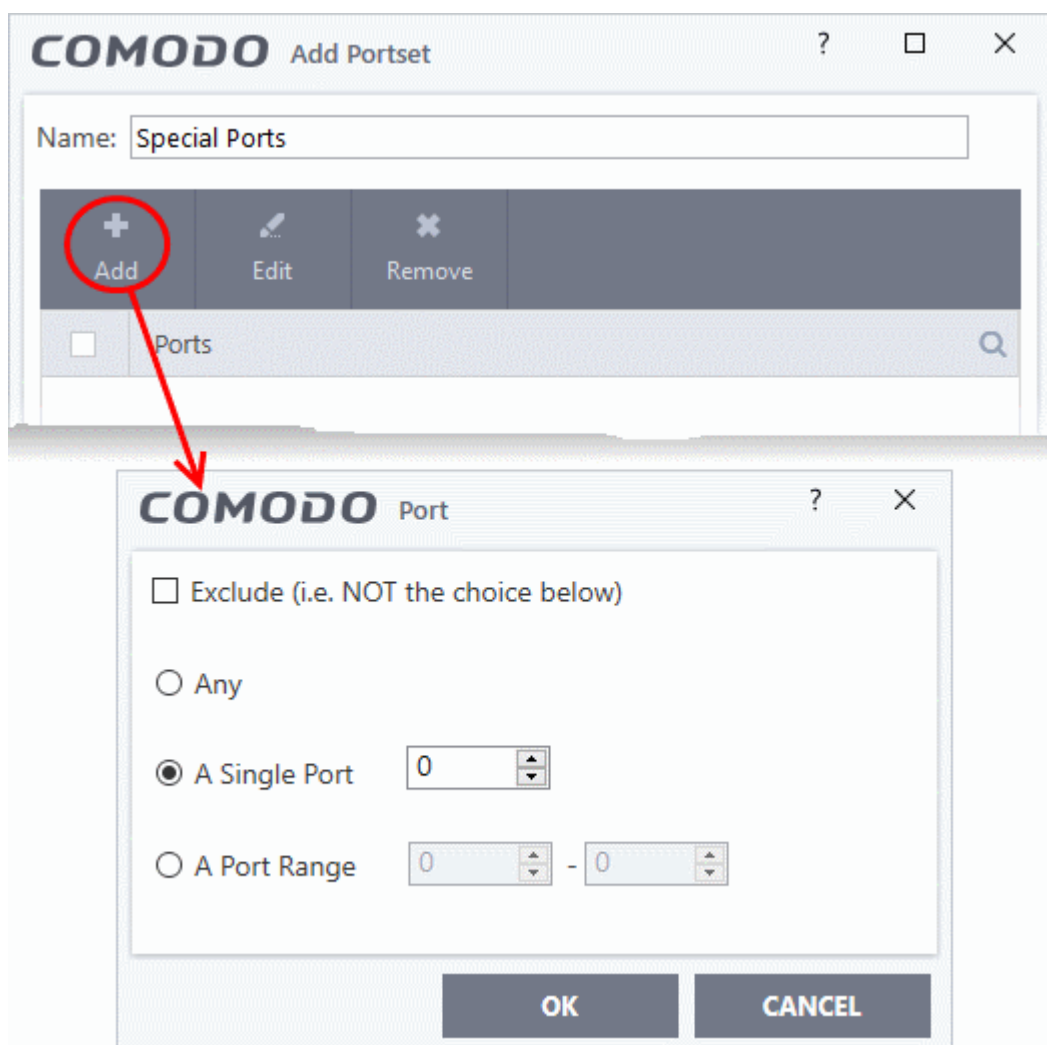 COMODO Add Portset ?
Name: Special Ports
Add Edit Remove
Ports
COMODO Port ?
Exclude (i.e. NOT the choice below)
Any
A Single Port 0
A Port Range 0 - 0
OK CANCEL